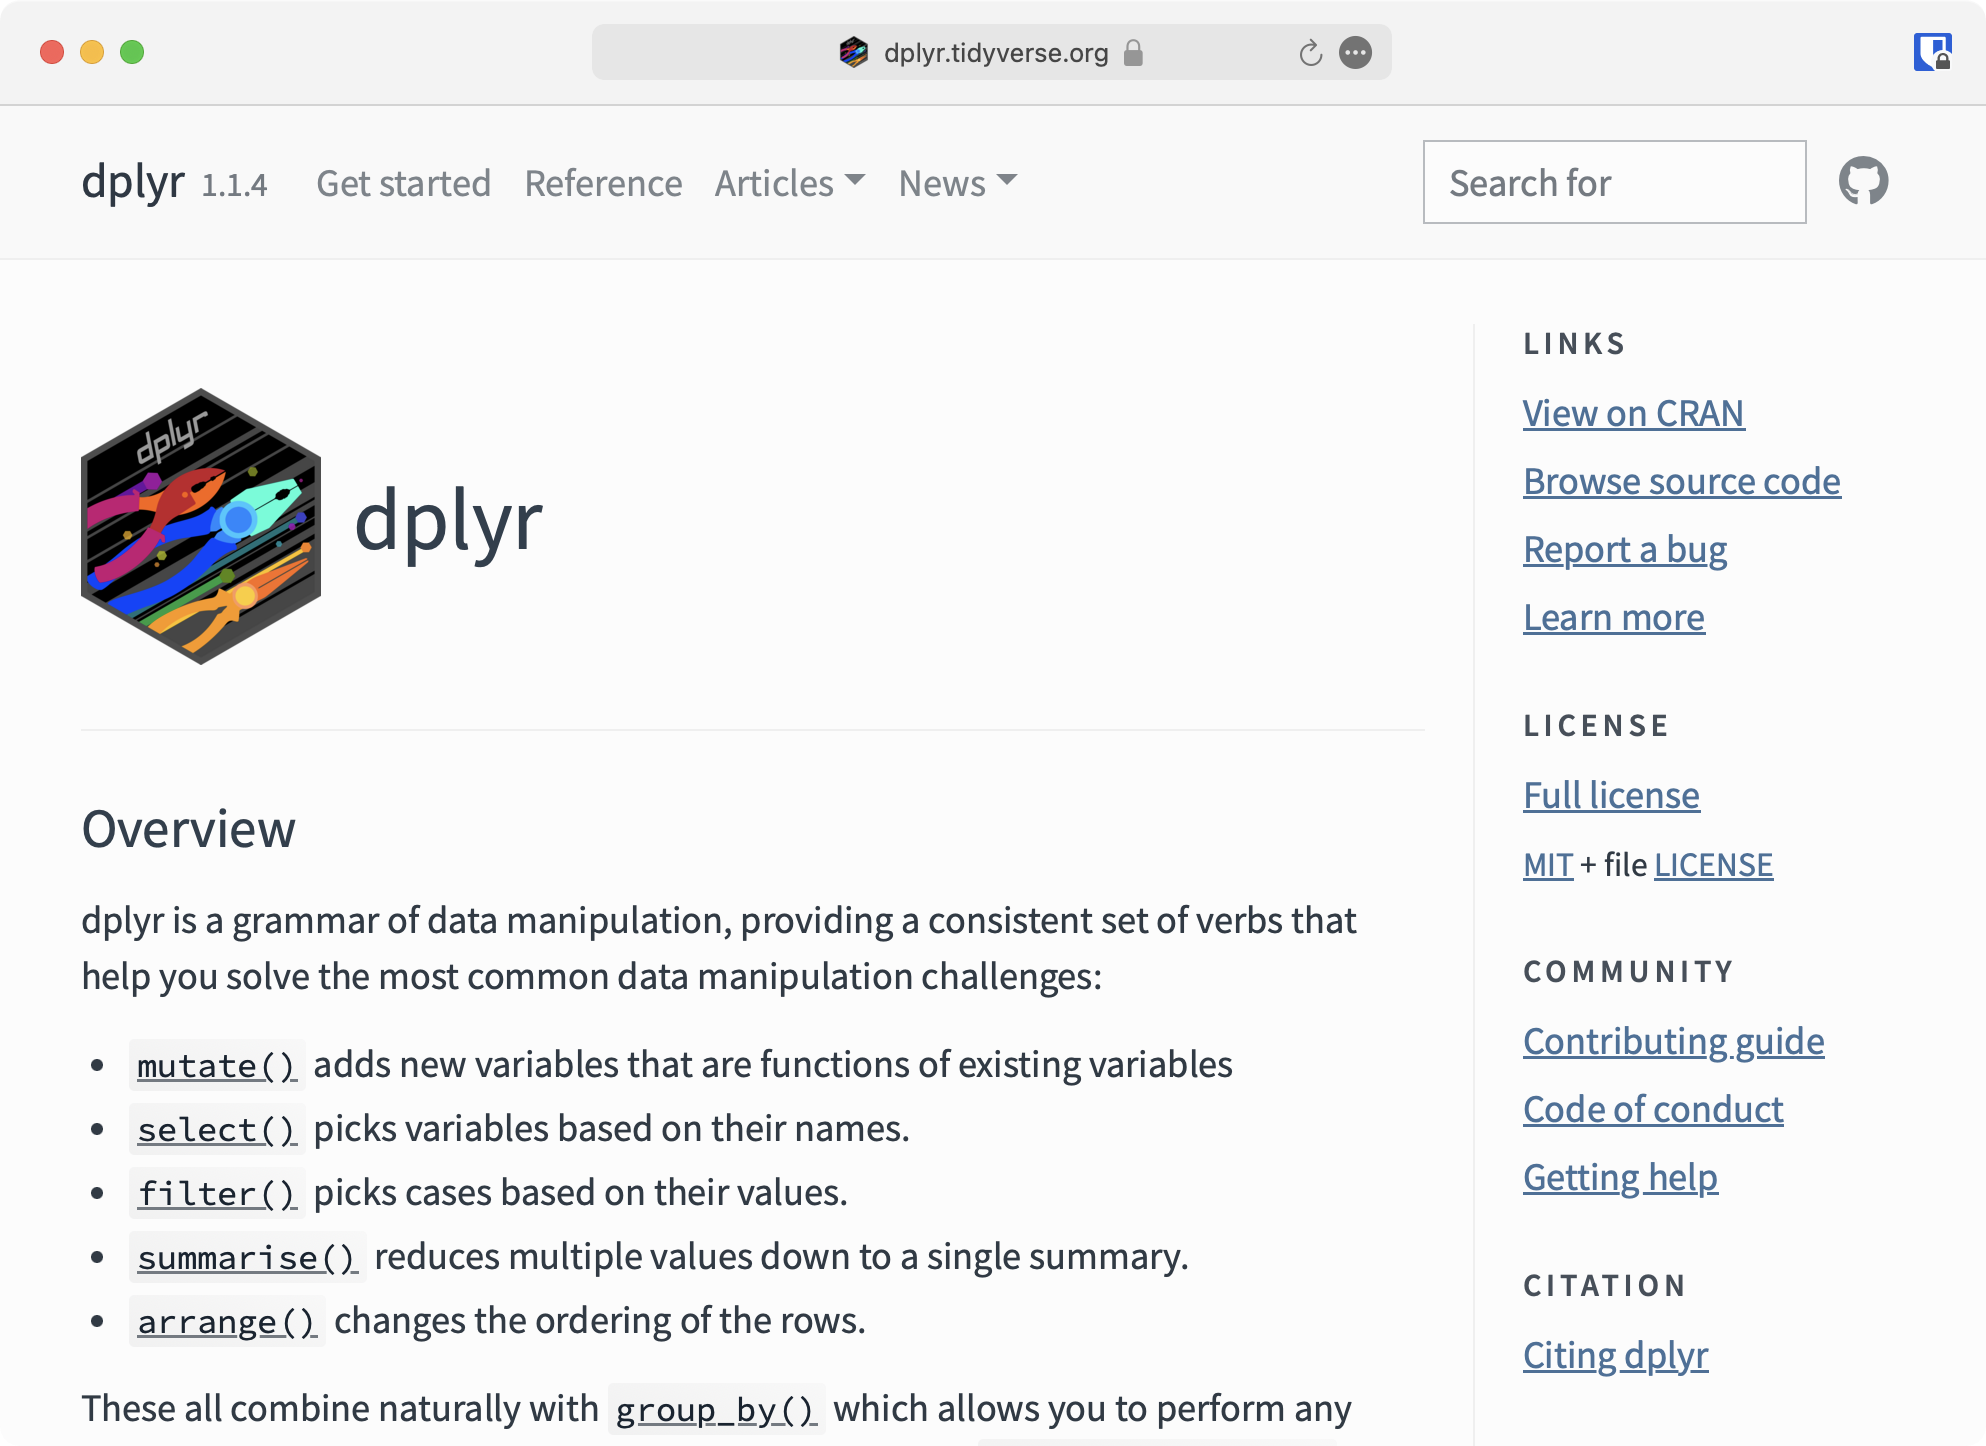 dplyr.tidyverse.org
dplyr 1.1.4 Get started Reference Articles News Search for
dplyr
dplyr
Overview
dplyr is a grammar of data manipulation, providing a consistent set of verbs that
help you solve the most common data manipulation challenges:
• mutate() adds new variables that are functions of existing variables
• select() picks variables based on their names.
• filter() picks cases based on their values.
• summarise() reduces multiple values down to a single summary.
• arrange() changes the ordering of the rows.
These all combine naturally with group_by() which allows you to perform any
LINKS
View on CRAN
Browse source code
Report a bug
Learn more
LICENSE
Full license
MIT + file LICENSE
COMMUNITY
Contributing guide
Code of conduct
Getting help
CITATION
Citing dplyr